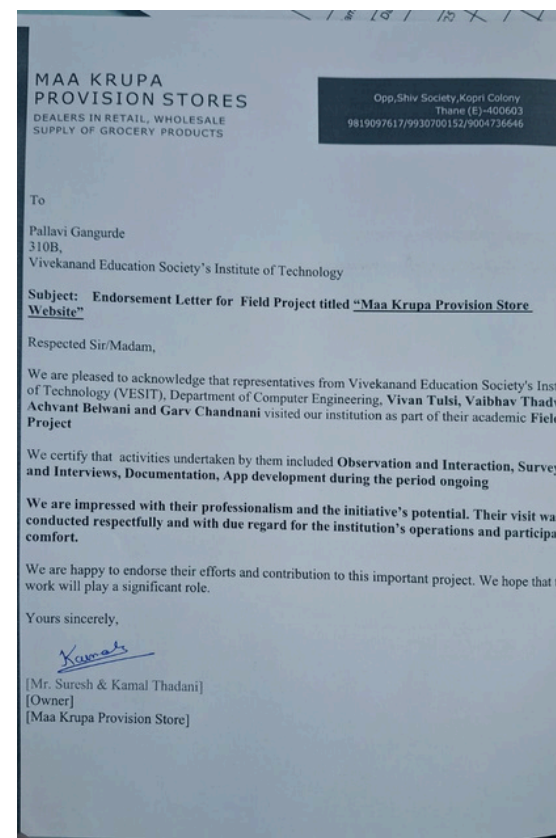 MAA KRUPA
PROVISION STORES
DEALERS IN RETAIL, WHOLESALE
SUPPLY OF GROCERY PRODUCTS
Opp,Shiv Society,Kopri Colony
Thane (E)-400603
9819097617/9930700152/9004736646
To
Pallavi Gangurde
310B,
Vivekanand Education Society's Institute of Technology
Subject: Endorsement Letter for Field Project titled "Maa Krupa Provision Store
Website"
Respected Sir/Madam,
We are pleased to acknowledge that representatives from Vivekanand Education Society's Inst
of Technology (VESIT), Department of Computer Engineering, Vivan Tulsi, Vaibhav Thadw
Achvant Belwani and Garv Chandnani visited our institution as part of their academic Field
Project
We certify that activities undertaken by them included Observation and Interaction, Survey
and Interviews, Documentation, App development during the period ongoing
We are impressed with their professionalism and the initiative's potential. Their visit wa
conducted respectfully and with due regard for the institution's operations and participa
comfort.
We are happy to endorse their efforts and contribution to this important project. We hope that
work will play a significant role.
Yours sincerely,
Kamal
[Mr. Suresh & Kamal Thadani]
[Owner]
[Maa Krupa Provision Store]